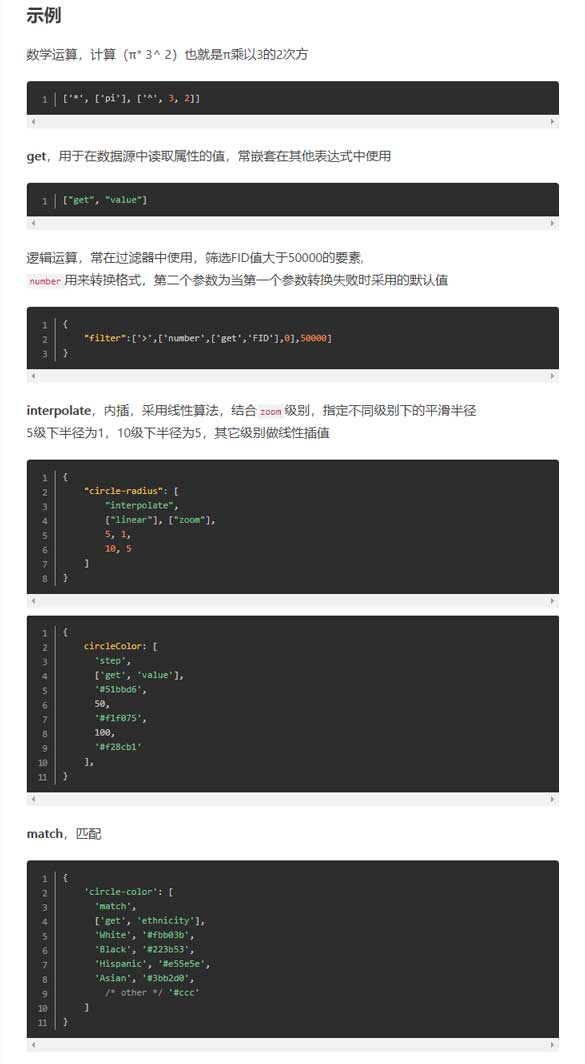 示例
数学运算，计算（π* 3^ 2）也就是π乘以3的2次方
1 ['*', ['pi'], ['^', 3, 2]]
get，用于在数据源中读取属性的值，常嵌套在其他表达式中使用
1 ["get", "value"]
逻辑运算，常在过滤器中使用，筛选FID值大于50000的要素,
number用来转换格式，第二个参数为当第一个参数转换失败时采用的默认值
1 {
2     "filter":['>',['number',['get','FID'],0],50000]
3 }
interpolate，内插，采用线性算法，结合zoom级别，指定不同级别下的平滑半径
5级下半径为1，10级下半径为5，其它级别做线性插值
1 {
2     "circle-radius": [
3         "interpolate",
4         ["linear"], ["zoom"],
5         5, 1,
6         10, 5
7     ]
8 }
1 {
2     circleColor: [
3       'step',
4       ['get', 'value'],
5       '#51bbd6',
6       50,
7       '#f1f075',
8       100,
9       '#f28cb1'
10     ],
11 }
match，匹配
1 {
2     'circle-color': [
3       'match',
4       ['get', 'ethnicity'],
5       'White', '#fbb03b',
6       'Black', '#223b53',
7       'Hispanic', '#e55e5e',
8       'Asian', '#3bb2d0',
9         /* other */ '#ccc'
10     ]
11 }